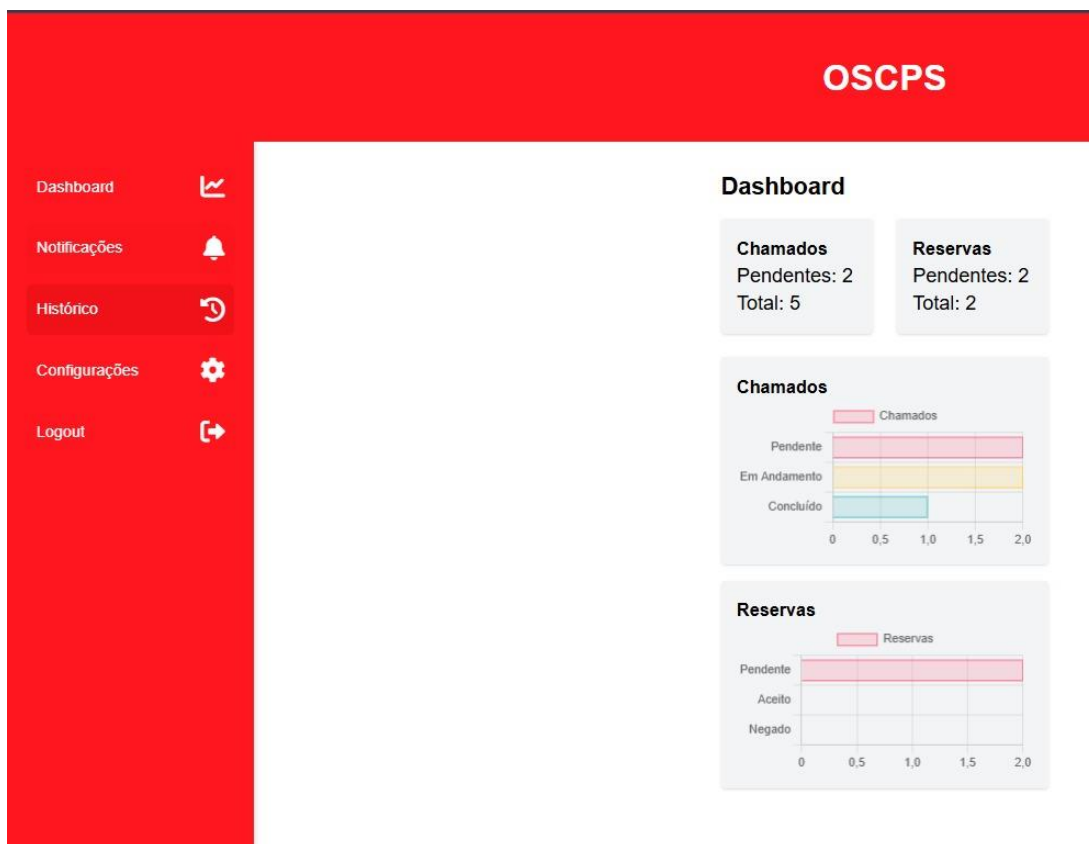 OSCPS
Dashboard
Notificações
Histórico
Configurações
Logout
Dashboard
Chamados
Pendentes: 2
Total: 5
Reservas
Pendentes: 2
Total: 2
Chamados
Chamados
Pendente
Em Andamento
Concluído
0 0,5 1,0 1,5 2,0
Reservas
Reservas
Pendente
Aceito
Negado
0 0,5 1,0 1,5 2,0